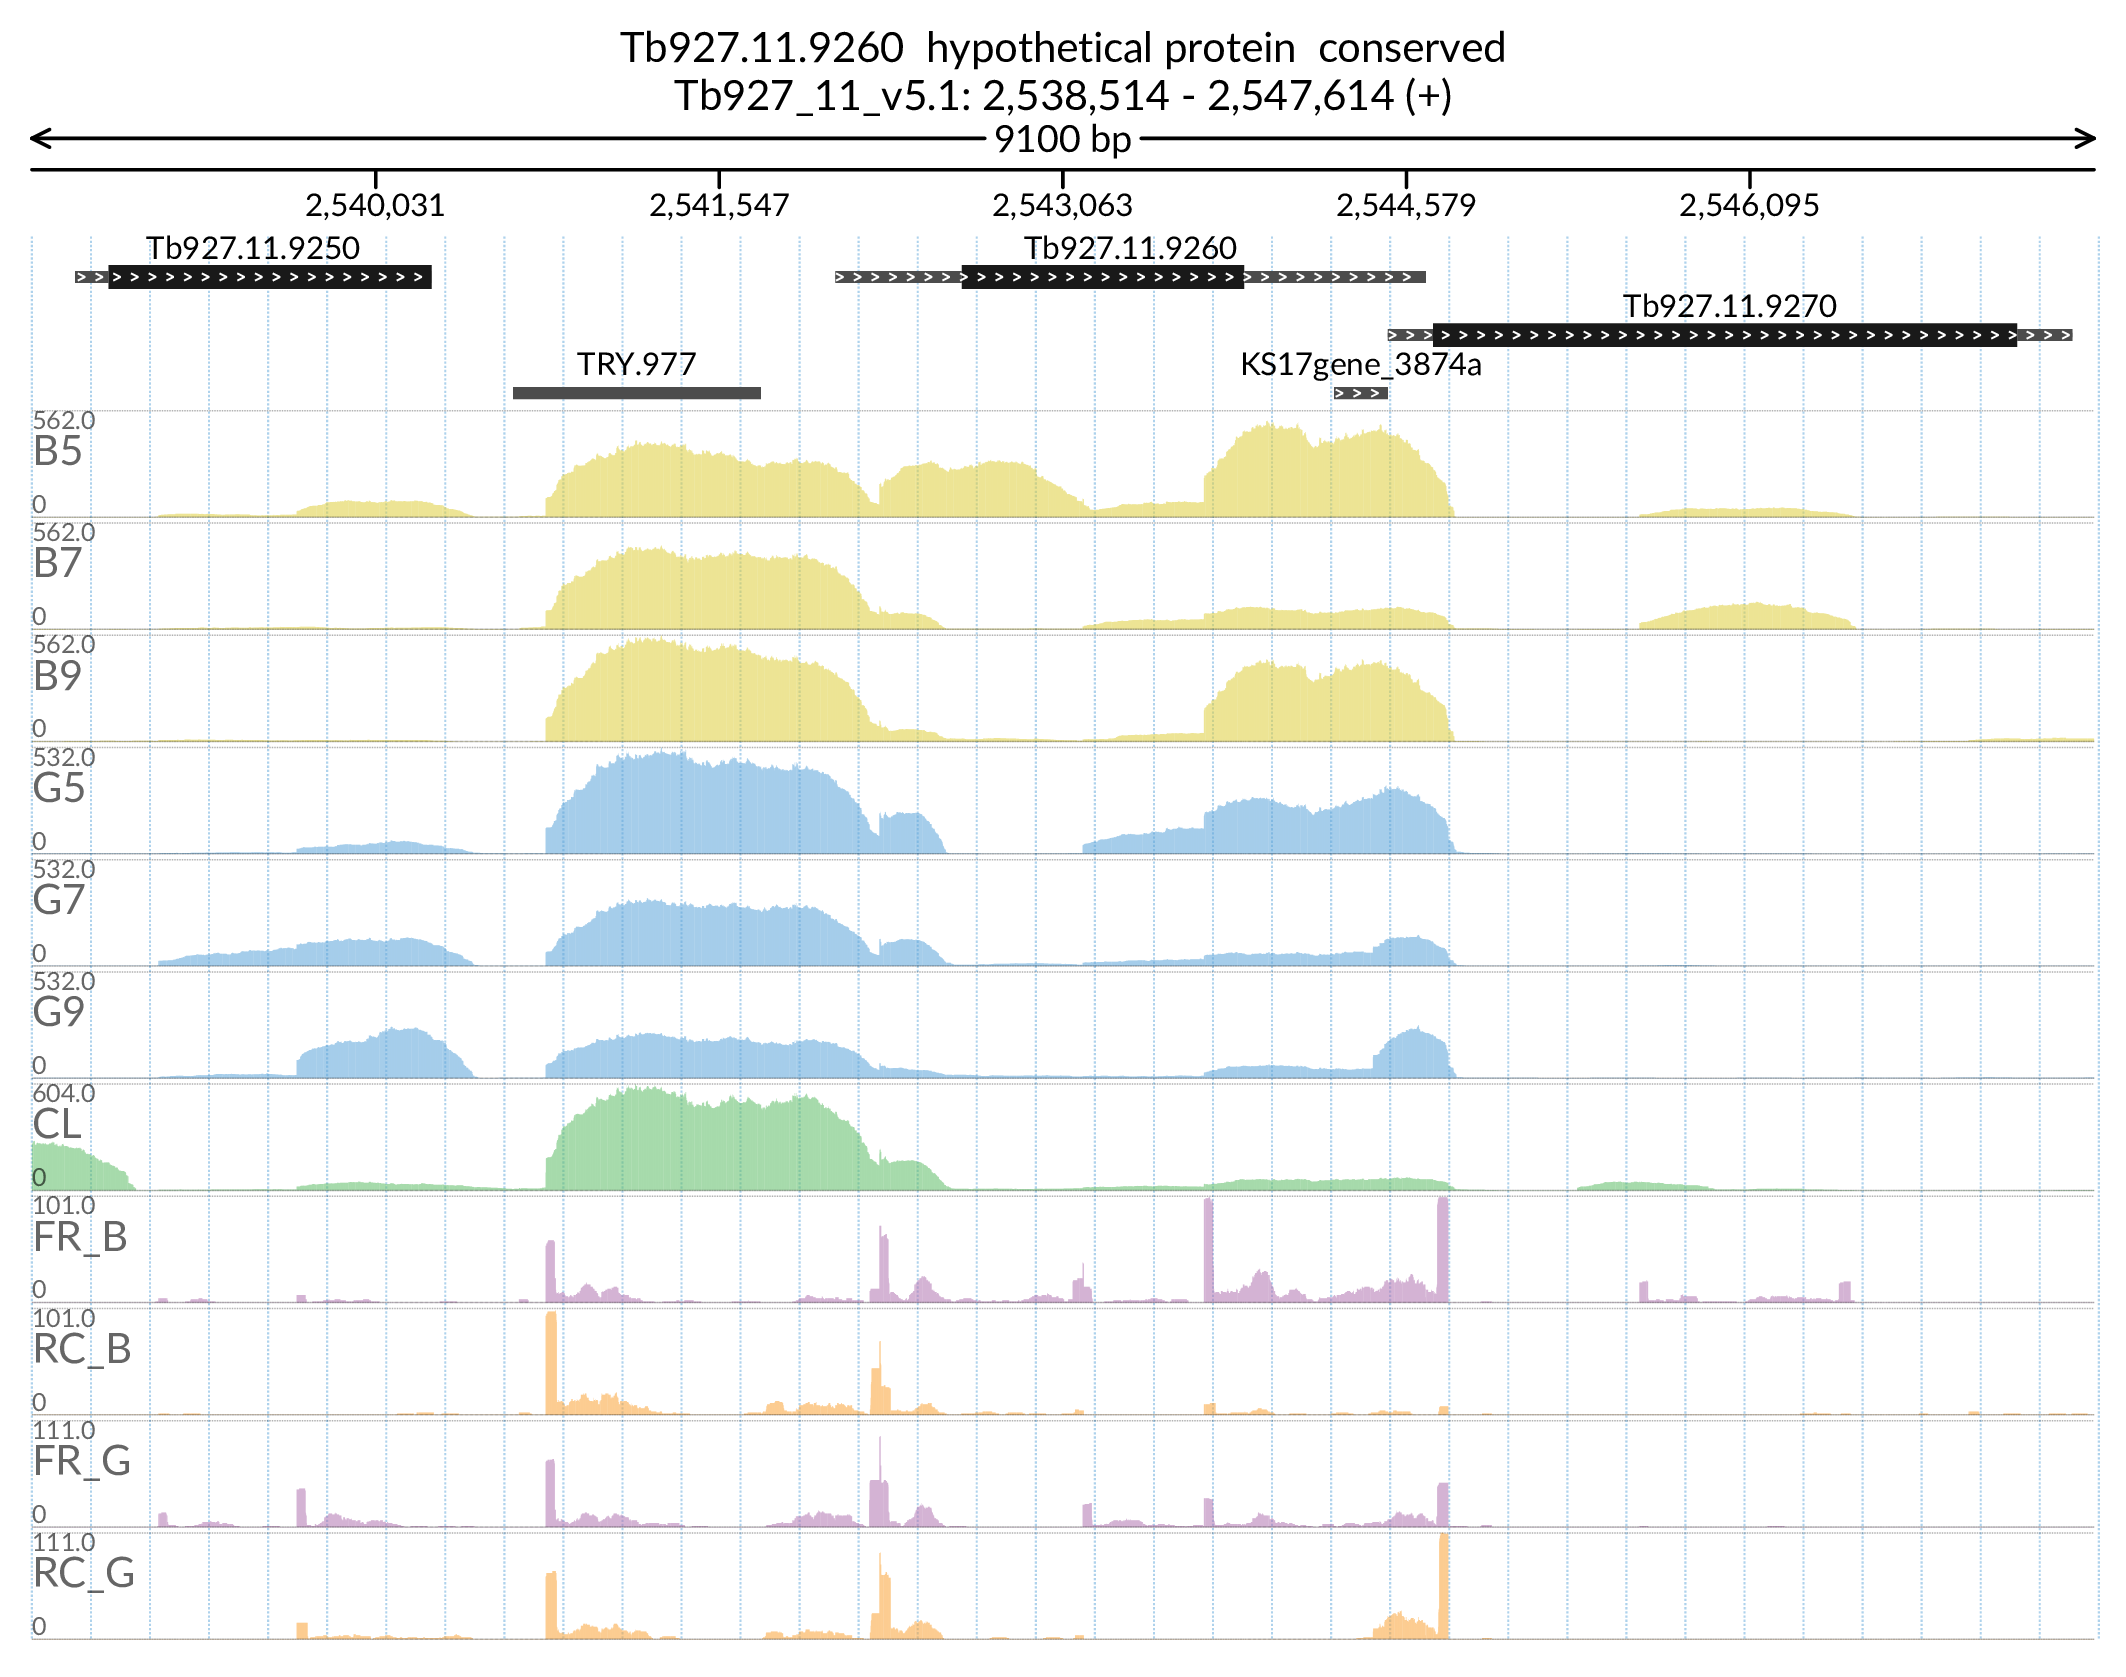 Tb927.11.9260  hypothetical protein  conserved
Tb927_11_v5.1: 2,538,514 - 2,547,614 (+)
9100 bp
2,540,031 2,541,547 2,543,063 2,544,579 2,546,095
Tb927.11.9250 Tb927.11.9260
Tb927.11.9270
TRY.977 KS17gene_3874a
562.0
B5
0
562.0
B7
0
562.0
B9
0
532.0
G5
0
532.0
G7
0
532.0
G9
0
604.0
CL
0
101.0
FR_B
0
101.0
RC_B
0
111.0
FR_G
0
111.0
RC_G
0